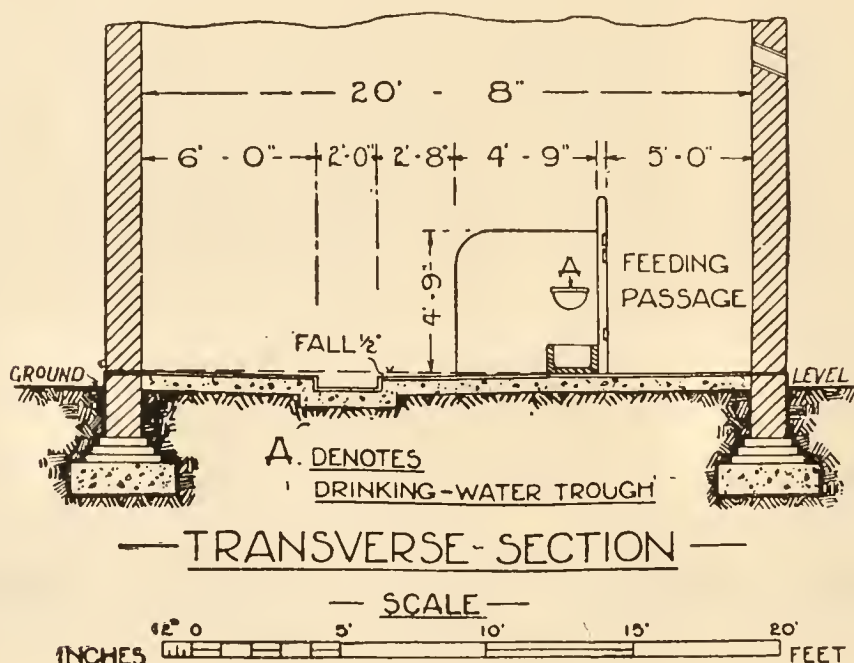 20' - 8"
6' - 0" 2'·0" 2'·8" 4' - 9" 5'·0"
4'-9"
A FEEDING
PASSAGE
FALL ½"
GROUND LEVEL
A. DENOTES
DRINKING-WATER TROUGH
TRANSVERSE-SECTION
SCALE
12" 0 5' 10' 15' 20'
INCHES FEET